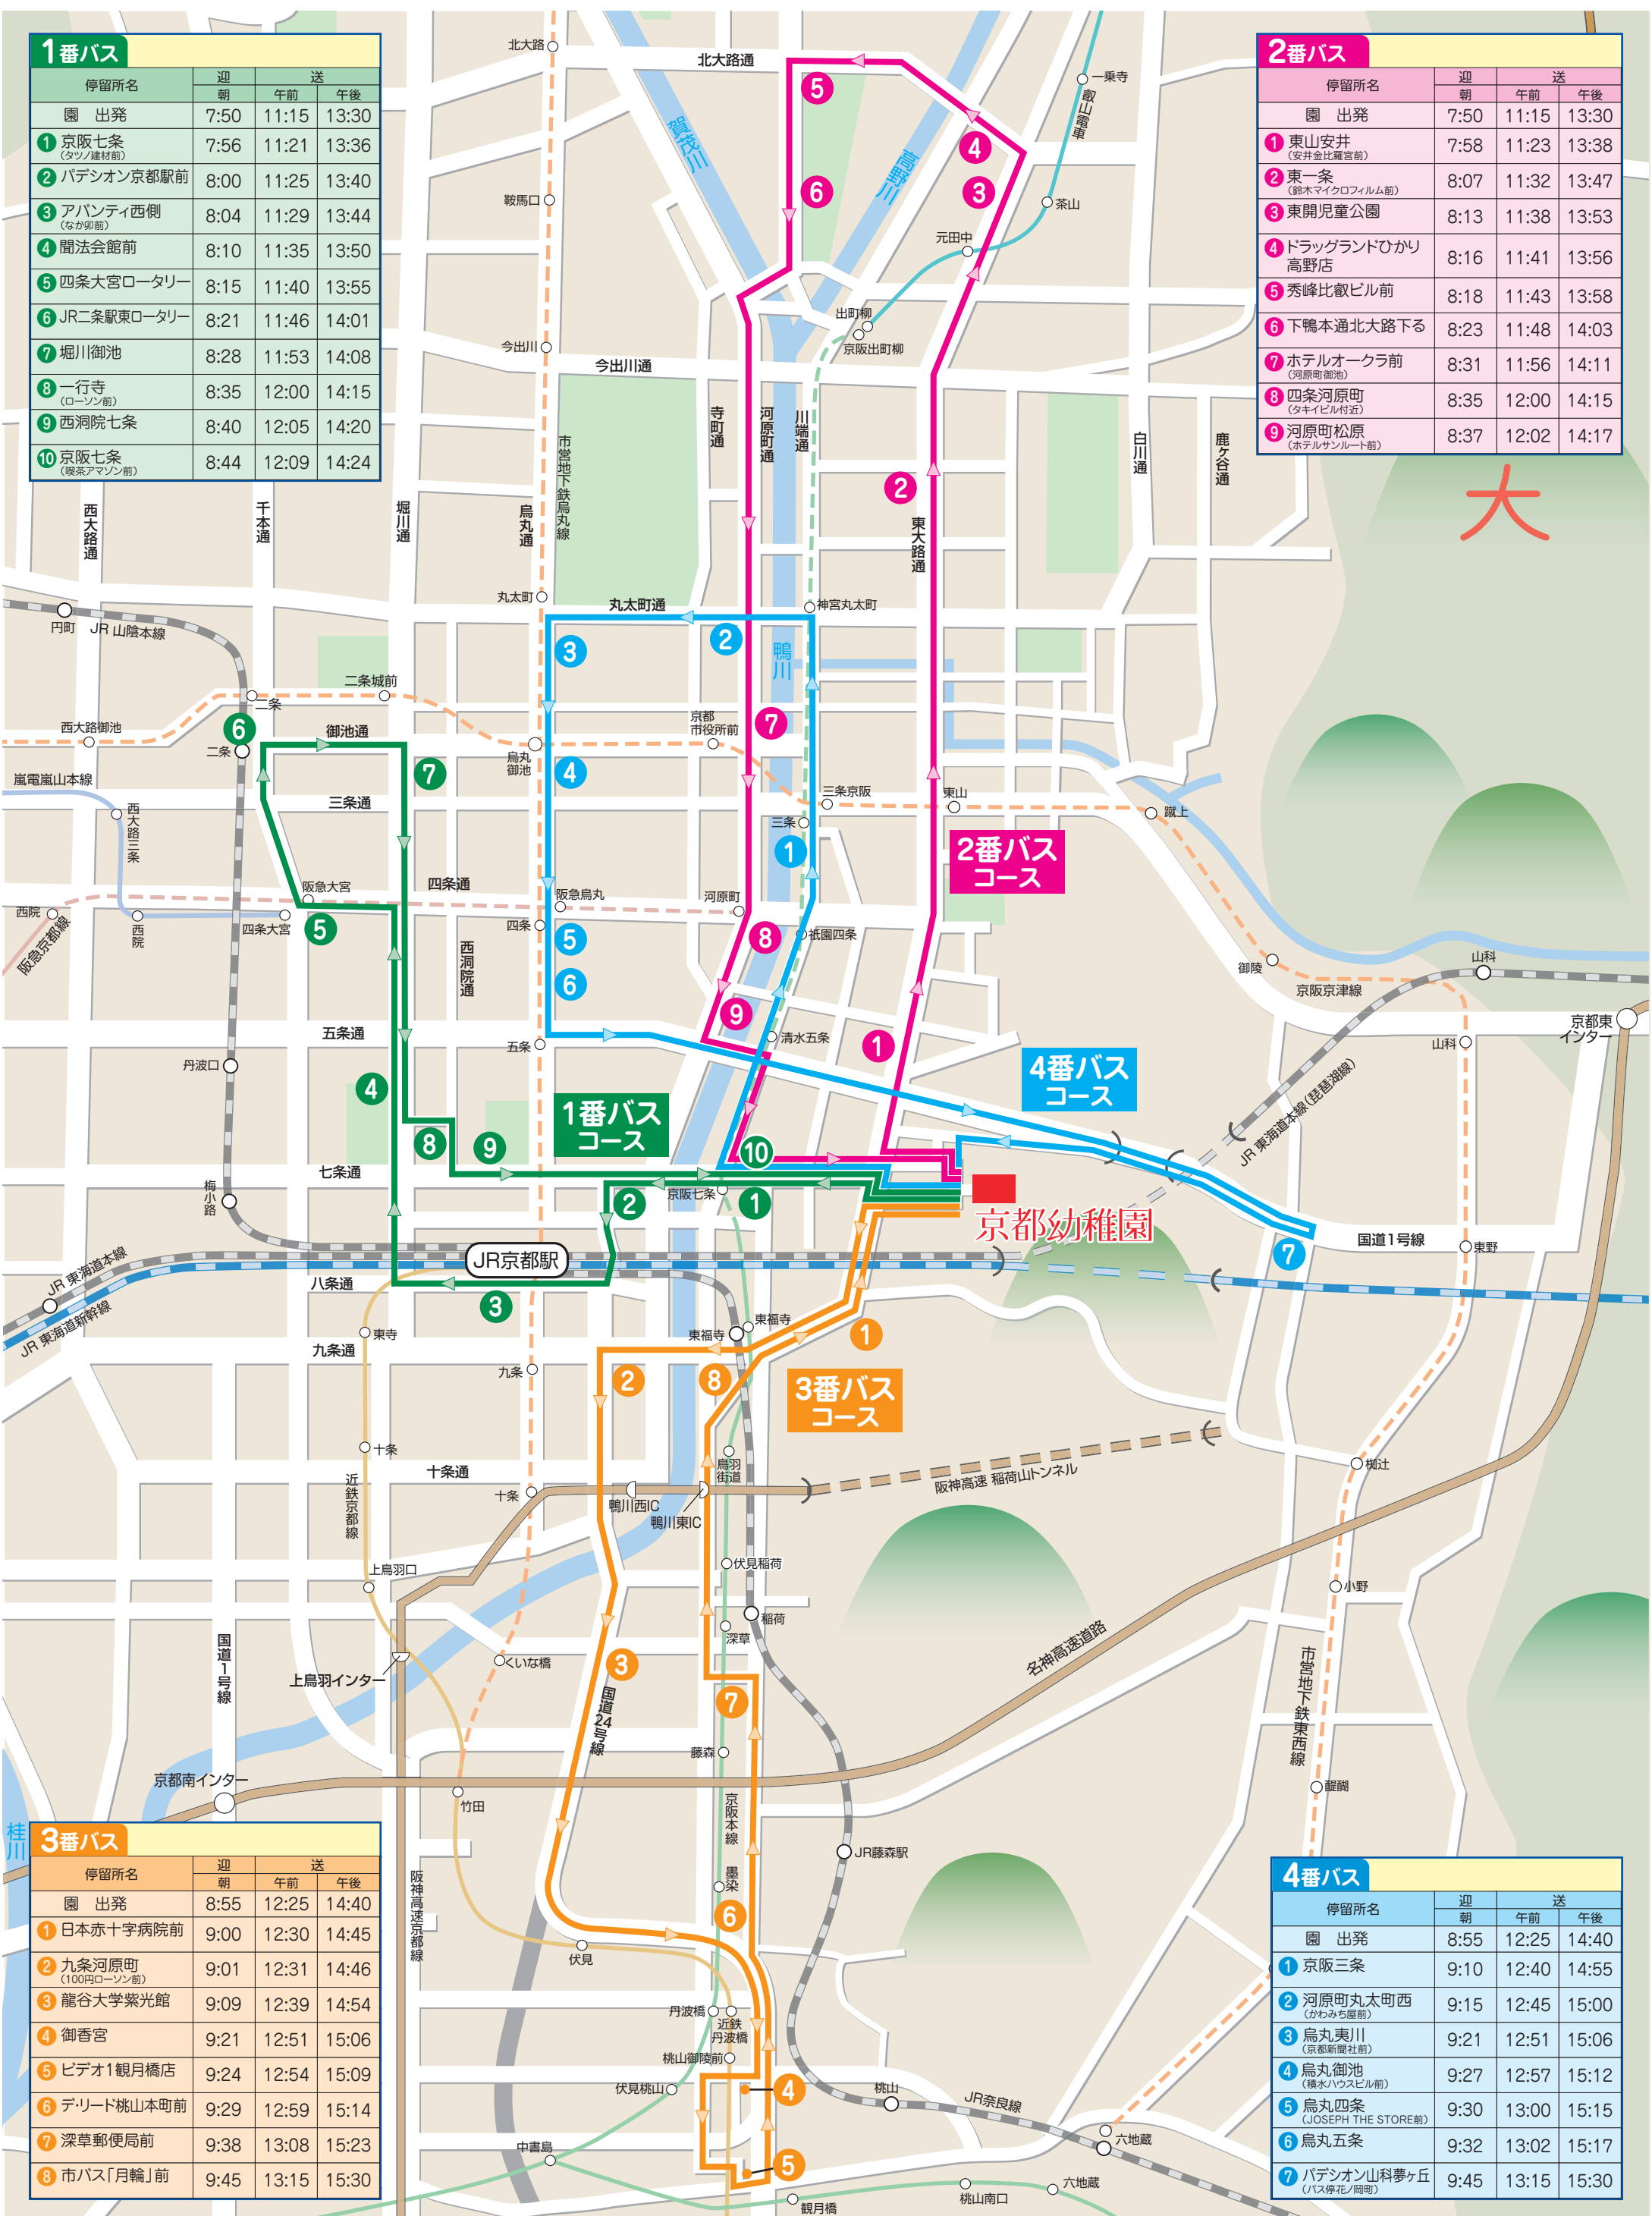 1番バス
停留所名 迎 送
朝 午前 午後
園 出発 7:50 11:15 13:30
1 京阪七条 7:56 11:21 13:36
(タツノ建材前)
2 パデシオン京都駅前 8:00 11:25 13:40
3 アバンティ西側 8:04 11:29 13:44
(なか卯前)
4 聞法会館前 8:10 11:35 13:50
5 四条大宮ロータリー 8:15 11:40 13:55
6 JR二条駅東ロータリー 8:21 11:46 14:01
7 堀川御池 8:28 11:53 14:08
8 一行寺 8:35 12:00 14:15
(ローソン前)
9 西洞院七条 8:40 12:05 14:20
10 京阪七条 8:44 12:09 14:24
(喫茶アマゾン前)
2番バス
停留所名 迎 送
朝 午前 午後
園 出発 7:50 11:15 13:30
1 東山安井 7:58 11:23 13:38
(安井金比羅宮前)
2 東一条 8:07 11:32 13:47
(鈴木マイクロフィルム前)
3 東開児童公園 8:13 11:38 13:53
4 ドラッグランドひかり
高野店 8:16 11:41 13:56
5 秀峰比叡ビル前 8:18 11:43 13:58
6 下鴨本通北大路下る 8:23 11:48 14:03
7 ホテルオークラ前 8:31 11:56 14:11
(河原町御池)
8 四条河原町 8:35 12:00 14:15
(タキイビル付近)
9 河原町松原 8:37 12:02 14:17
(ホテルサンルート前)
北大路
北大路通
賀茂川
高野川
一乗寺
叡山電車
鞍馬口
茶山
元田中
出町柳
京阪出町柳
今出川
今出川通
寺町通
河原町通
川端通
白川通
鹿ヶ谷通
大
市営地下鉄烏丸線
西大路通
千本通
堀川通
烏丸通
東大路通
丸太町
丸太町通
神宮丸太町
円町
JR 山陰本線
鴨川
二条城前
二条
西大路御池
二条
御池通
京都
市役所前
烏丸
御池
嵐電嵐山本線
西大路三条
三条通
三条京阪
東山
蹴上
三条
2番バス
コース
阪急大宮
四条通
阪急烏丸
河原町
西院
西院
四条大宮
四条
祇園四条
阪急京都線
西洞院通
御陵
京阪京津線
山科
京都東
インター
五条通
五条
清水五条
山科
丹波口
4番バス
コース
JR 東海道本線(琵琶湖線)
1番バス
コース
七条通
梅小路
京阪七条
京都幼稚園
国道1号線
東野
JR京都駅
JR 東海道本線
JR 東海道新幹線
八条通
東寺
九条通
東福寺
東福寺
九条
3番バス
コース
十条
十条通
鳥羽
街道
十条
鴨川西IC
鴨川東IC
阪神高速 稲荷山トンネル
椥辻
近鉄京都線
上鳥羽口
伏見稲荷
小野
稲荷
深草
名神高速道路
国道1号線
上鳥羽インター
くいな橋
国道24号線
市営地下鉄東西線
藤森
京都南インター
竹田
京阪本線
醍醐
桂川
JR藤森駅
墨染
阪神高速京都線
伏見
丹波橋
近鉄
丹波橋
桃山御陵前
伏見桃山
桃山
JR奈良線
六地蔵
中書島
観月橋
桃山南口
六地蔵
3番バス
停留所名 迎 送
朝 午前 午後
園 出発 8:55 12:25 14:40
1 日本赤十字病院前 9:00 12:30 14:45
2 九条河原町 9:01 12:31 14:46
(100円ローソン前)
3 龍谷大学紫光館 9:09 12:39 14:54
4 御香宮 9:21 12:51 15:06
5 ビデオ1観月橋店 9:24 12:54 15:09
6 デ・リード桃山本町前 9:29 12:59 15:14
7 深草郵便局前 9:38 13:08 15:23
8 市バス「月輪」前 9:45 13:15 15:30
4番バス
停留所名 迎 送
朝 午前 午後
園 出発 8:55 12:25 14:40
1 京阪三条 9:10 12:40 14:55
2 河原町丸太町西 9:15 12:45 15:00
(かわみち屋前)
3 烏丸夷川 9:21 12:51 15:06
(京都新聞社前)
4 烏丸御池 9:27 12:57 15:12
(積水ハウスビル前)
5 烏丸四条 9:30 13:00 15:15
(JOSEPH THE STORE前)
6 烏丸五条 9:32 13:02 15:17
7 パデシオン山科夢ヶ丘 9:45 13:15 15:30
(バス停花ノ岡町)